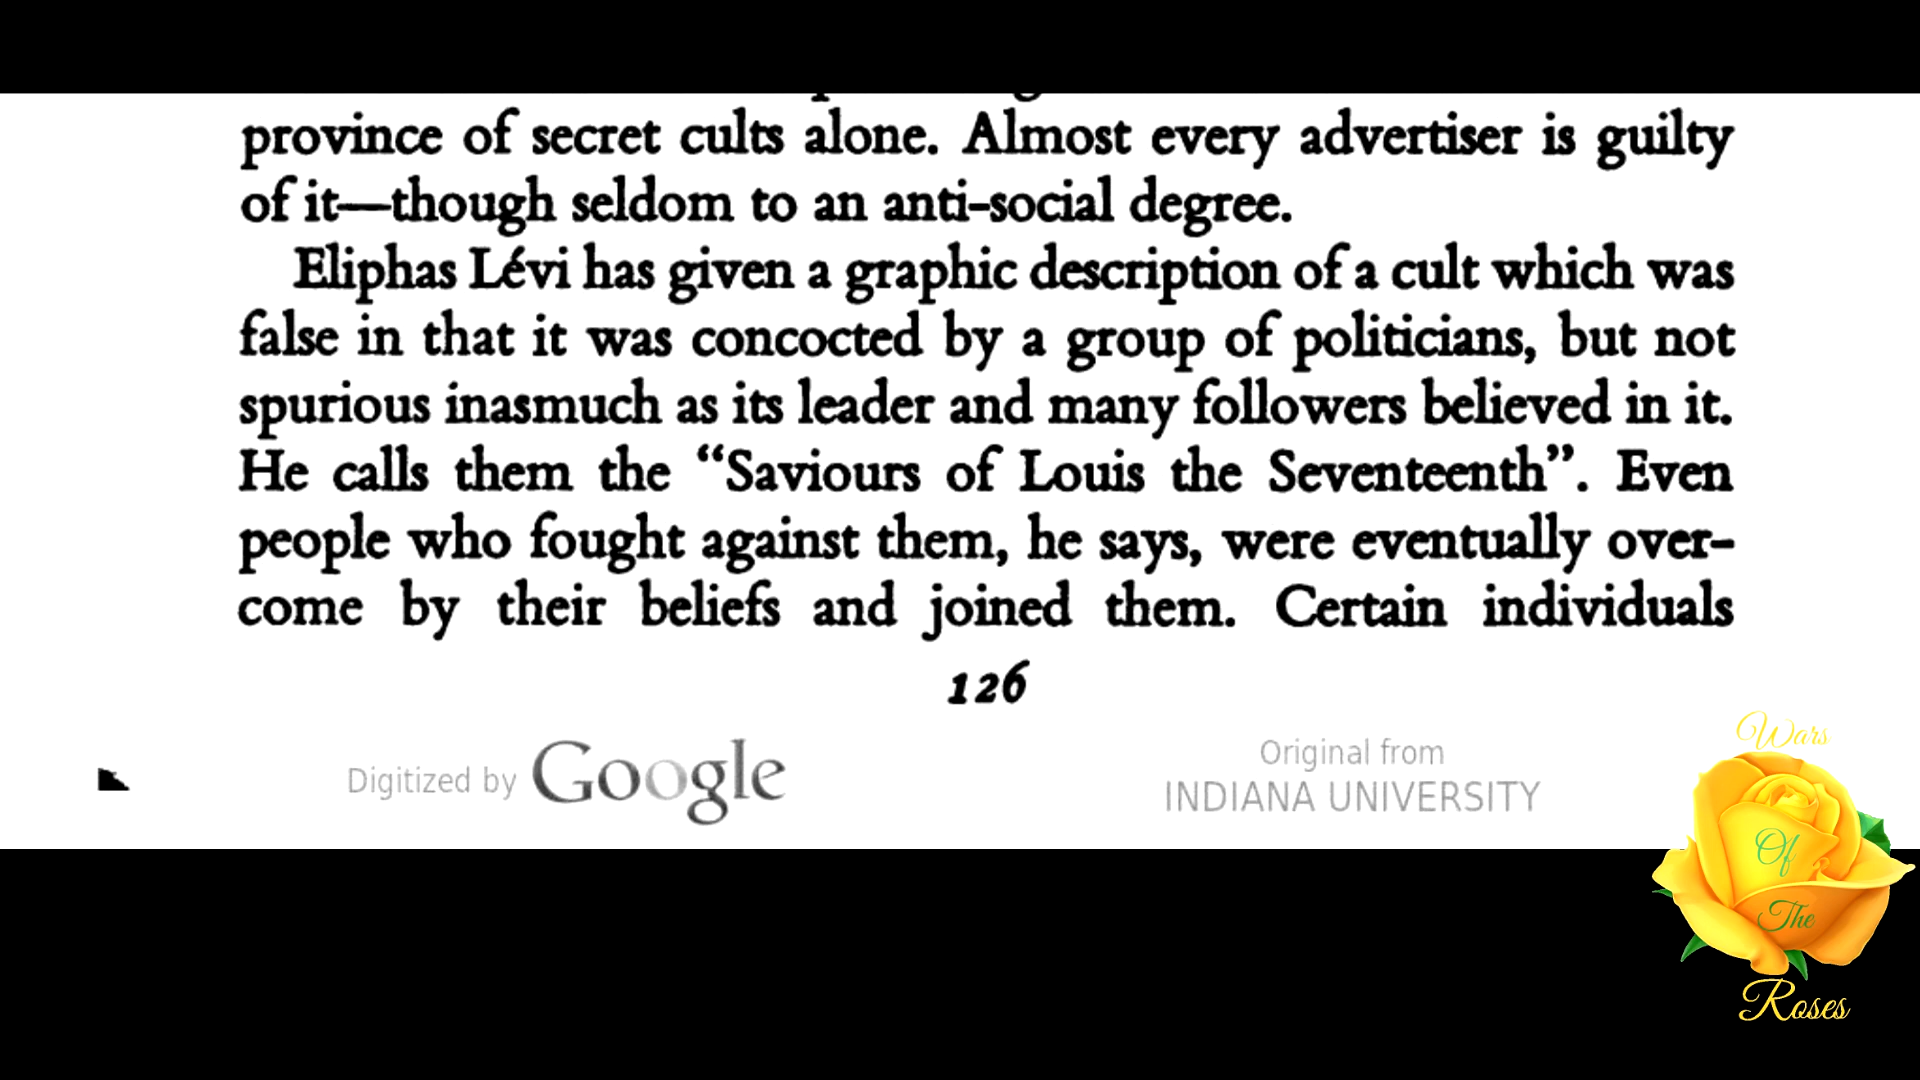 province of secret cults alone. Almost every advertiser is guilty
of it—though seldom to an anti-social degree.
Eliphas Lévi has given a graphic description of a cult which was
false in that it was concocted by a group of politicians, but not
spurious inasmuch as its leader and many followers believed in it.
He calls them the “Saviours of Louis the Seventeenth”. Even
people who fought against them, he says, were eventually over-
come by their beliefs and joined them. Certain individuals
126
Digitized by Google
Original from
INDIANA UNIVERSITY
Wars
Of
The
Roses